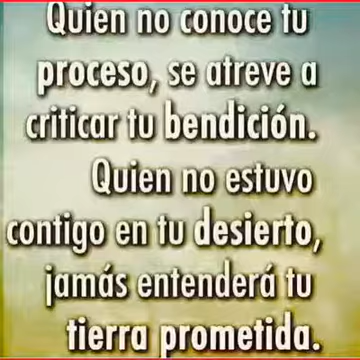 Quien no conoce tu
proceso, se atreve a
criticar tu bendición.
Quien no estuvo
contigo en tu desierto,
jamás entenderá tu
tierra prometida.